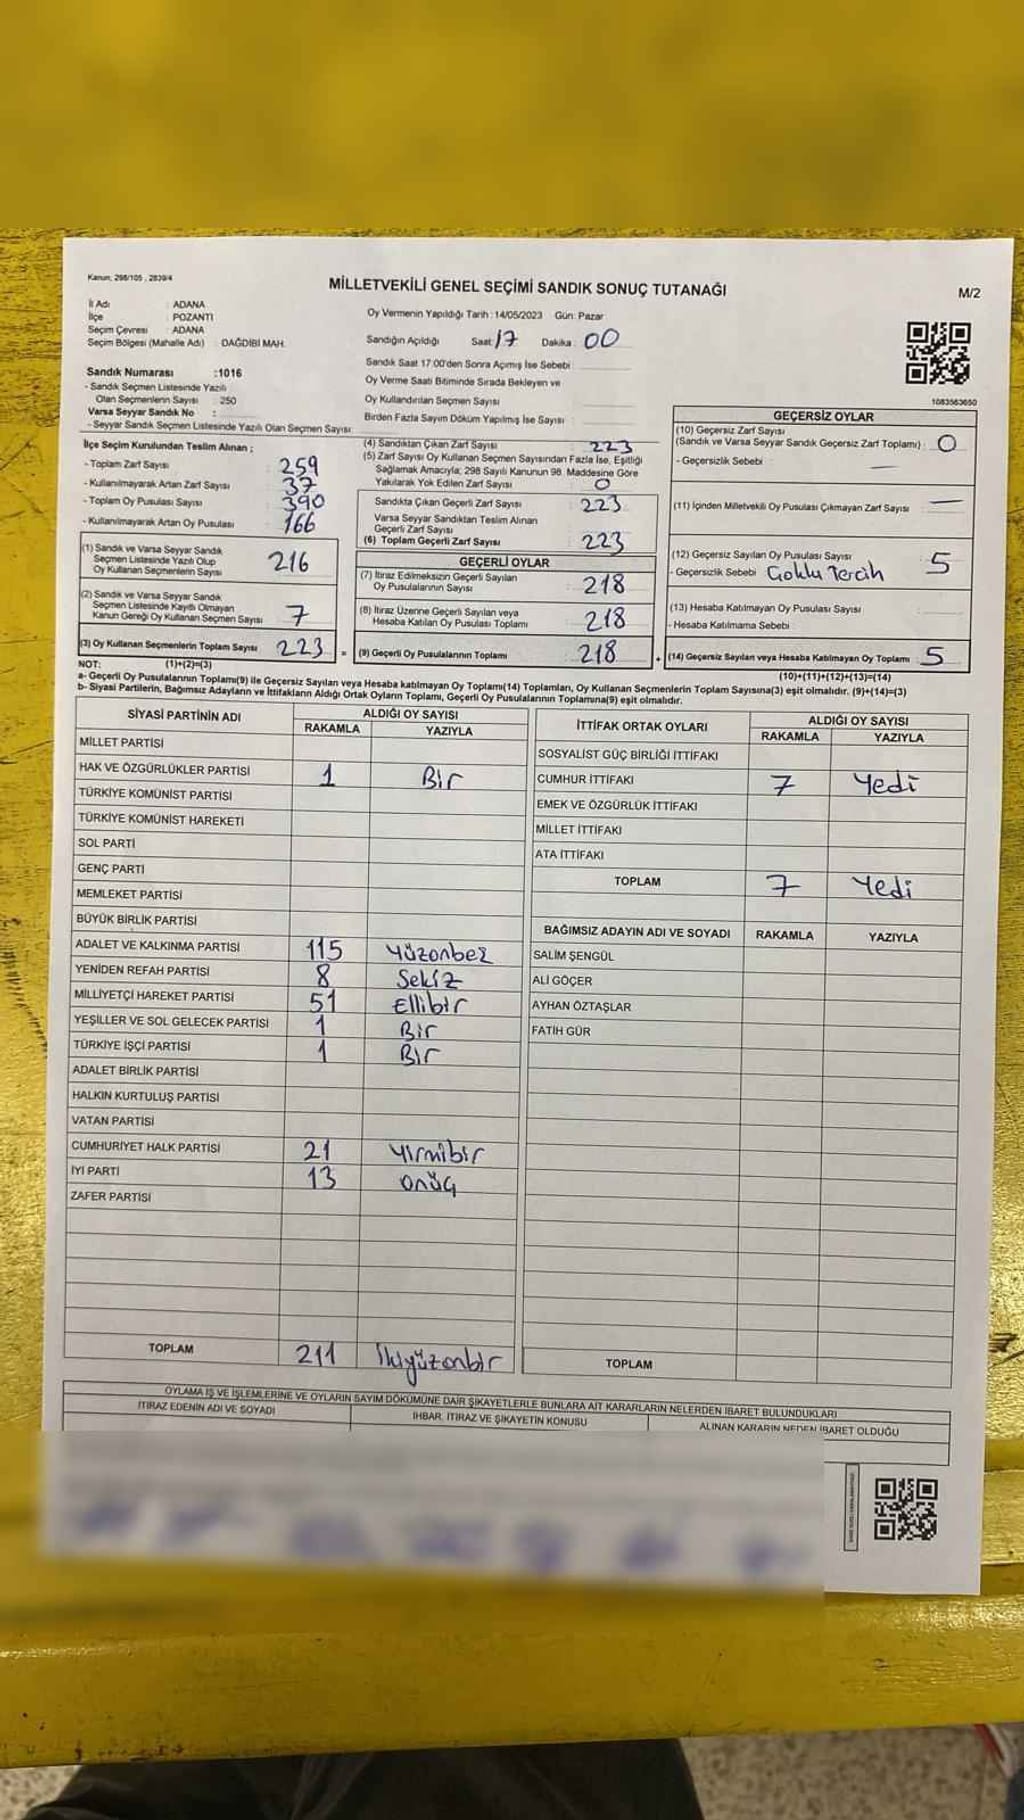 Kanun: 298/105 , 2839/4
MİLLETVEKİLİ GENEL SEÇİMİ SANDIK SONUÇ TUTANAĞI
M/2
İl Adı : ADANA
İlçe : POZANTI
Seçim Çevresi : ADANA
Seçim Bölgesi (Mahalle Adı) : DAĞDİBİ MAH.
Sandık Numarası :1016
- Sandık Seçmen Listesinde Yazılı
Olan Seçmenlerin Sayısı : 250
Varsa Seyyar Sandık No :
- Seyyar Sandık Seçmen Listesinde Yazılı Olan Seçmen Sayısı:
Oy Vermenin Yapıldığı Tarih : 14/05/2023 Gün: Pazar
Sandığın Açıldığı Saat : 17 Dakika : 00
Sandık Saat 17:00'den Sonra Açımış İse Sebebi :
Oy Verme Saati Bitiminde Sırada Bekleyen ve
Oy Kullandırılan Seçmen Sayısı :
Birden Fazla Sayım Döküm Yapılmış İse Sayısı :
1083563650
İlçe Seçim Kurulundan Teslim Alınan ;
- Toplam Zarf Sayısı : 259
- Kullanılmayarak Artan Zarf Sayısı : 37
- Toplam Oy Pusulası Sayısı : 390
- Kullanılmayarak Artan Oy Pusulası : 166
(1) Sandık ve Varsa Seyyar Sandık
Seçmen Listesinde Yazılı Olup
Oy Kullanan Seçmenlerin Sayısı 216
(2) Sandık ve Varsa Seyyar Sandık
Seçmen Listesinde Kayıtlı Olmayan
Kanun Gereği Oy Kullanan Seçmen Sayısı 7
(3) Oy Kullanan Seçmenlerin Toplam Sayısı 223 =
(4) Sandıktan Çıkan Zarf Sayısı 223
(5) Zarf Sayısı Oy Kullanan Seçmen Sayısından Fazla İse, Eşitliği
Sağlamak Amacıyla; 298 Sayılı Kanunun 98. Maddesine Göre
Yakılarak Yok Edilen Zarf Sayısı 0
Sandıkta Çıkan Geçerli Zarf Sayısı 223
Varsa Seyyar Sandıktan Teslim Alınan
Geçerli Zarf Sayısı
(6) Toplam Geçerli Zarf Sayısı 223
GEÇERLİ OYLAR
(7) İtiraz Edilmeksizin Geçerli Sayılan
Oy Pusulalarının Sayısı 218
(8) İtiraz Üzerine Geçerli Sayılan veya
Hesaba Katılan Oy Pusulası Toplamı 218
(9) Geçerli Oy Pusulalarının Toplamı 218 +
GEÇERSİZ OYLAR
(10) Geçersiz Zarf Sayısı
(Sandık ve Varsa Seyyar Sandık Geçersiz Zarf Toplamı) : 0
- Geçersizlik Sebebi : —
(11) İçinden Milletvekili Oy Pusulası Çıkmayan Zarf Sayısı —
(12) Geçersiz Sayılan Oy Pusulası Sayısı 5
- Geçersizlik Sebebi Çoklu Tercih
(13) Hesaba Katılmayan Oy Pusulası Sayısı
- Hesaba Katılmama Sebebi :
(14) Geçersiz Sayılan veya Hesaba Katılmayan Oy Toplamı 5
NOT: (1)+(2)=(3) (10)+(11)+(12)+(13)=(14)
a- Geçerli Oy Pusulalarının Toplamı(9) ile Geçersiz Sayılan veya Hesaba katılmayan Oy Toplamı(14) Toplamları, Oy Kullanan Seçmenlerin Toplam Sayısına(3) eşit olmalıdır. (9)+(14)=(3)
b- Siyasi Partilerin, Bağımsız Adayların ve İttifakların Aldığı Ortak Oyların Toplamı, Geçerli Oy Pusulalarının Toplamına(9) eşit olmalıdır.
SİYASİ PARTİNİN ADI ALDIĞI OY SAYISI
RAKAMLA YAZIYLA
MİLLET PARTİSİ
HAK VE ÖZGÜRLÜKLER PARTİSİ 1 Bir
TÜRKİYE KOMÜNİST PARTİSİ
TÜRKİYE KOMÜNİST HAREKETİ
SOL PARTİ
GENÇ PARTİ
MEMLEKET PARTİSİ
BÜYÜK BİRLİK PARTİSİ
ADALET VE KALKINMA PARTİSİ 115 Yüzonbeş
YENİDEN REFAH PARTİSİ 8 Sekiz
MİLLİYETÇİ HAREKET PARTİSİ 51 Ellibir
YEŞİLLER VE SOL GELECEK PARTİSİ 1 Bir
TÜRKİYE İŞÇİ PARTİSİ 1 Bir
ADALET BİRLİK PARTİSİ
HALKIN KURTULUŞ PARTİSİ
VATAN PARTİSİ
CUMHURİYET HALK PARTİSİ 21 Yirmibir
İYİ PARTİ 13 Onüç
ZAFER PARTİSİ
TOPLAM 211 İkiyüzonbir
İTTİFAK ORTAK OYLARI ALDIĞI OY SAYISI
RAKAMLA YAZIYLA
SOSYALİST GÜÇ BİRLİĞİ İTTİFAKI
CUMHUR İTTİFAKI 7 Yedi
EMEK VE ÖZGÜRLÜK İTTİFAKI
MİLLET İTTİFAKI
ATA İTTİFAKI
TOPLAM 7 Yedi
BAĞIMSIZ ADAYIN ADI VE SOYADI RAKAMLA YAZIYLA
SALİM ŞENGÜL
ALİ GÖÇER
AYHAN ÖZTAŞLAR
FATİH GÜR
TOPLAM
OYLAMA İŞ VE İŞLEMLERİNE VE OYLARIN SAYIM DÖKÜMÜNE DAİR ŞİKAYETLERLE BUNLARA AİT KARARLARIN NELERDEN İBARET BULUNDUKLARI
İTİRAZ EDENİN ADI VE SOYADI İHBAR, İTİRAZ VE ŞİKAYETİN KONUSU ALINAN KARARIN NEDEN İBARET OLDUĞU